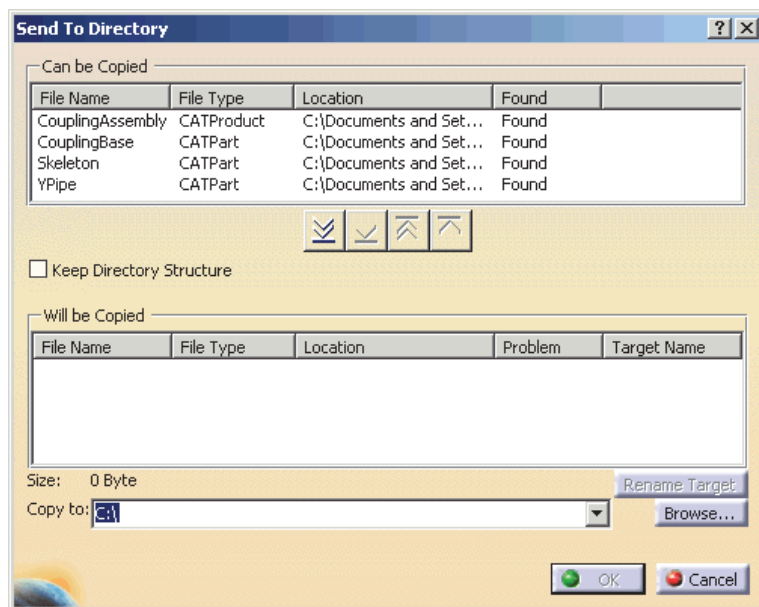 Send To Directory
Can be Copied
File Name File Type Location Found
CouplingAssembly CATProduct C:\Documents and Set... Found
CouplingBase CATPart C:\Documents and Set... Found
Skeleton CATPart C:\Documents and Set... Found
YPipe CATPart C:\Documents and Set... Found
Keep Directory Structure
Will be Copied
File Name File Type Location Problem Target Name
Size: 0 Byte
Rename Target
Copy to: C:\
Browse...
OK Cancel